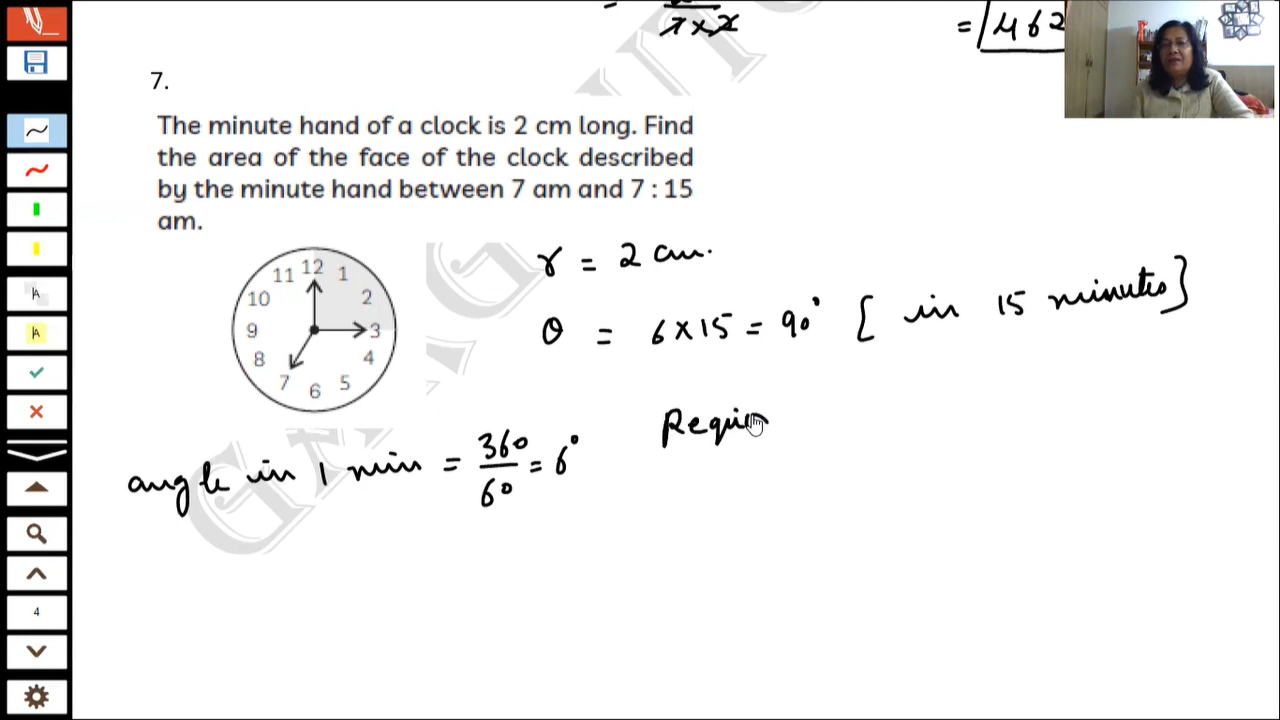 7 x 2
= 462
7.
The minute hand of a clock is 2 cm long. Find
the area of the face of the clock described
by the minute hand between 7 am and 7 : 15
am.
11 12 1
10 2
9 3
8 4
7 6 5
r = 2 cm.
θ = 6 x 15 = 90° [ in 15 minutes ]
Requi
angle in 1 min = 360/60 = 6°
4